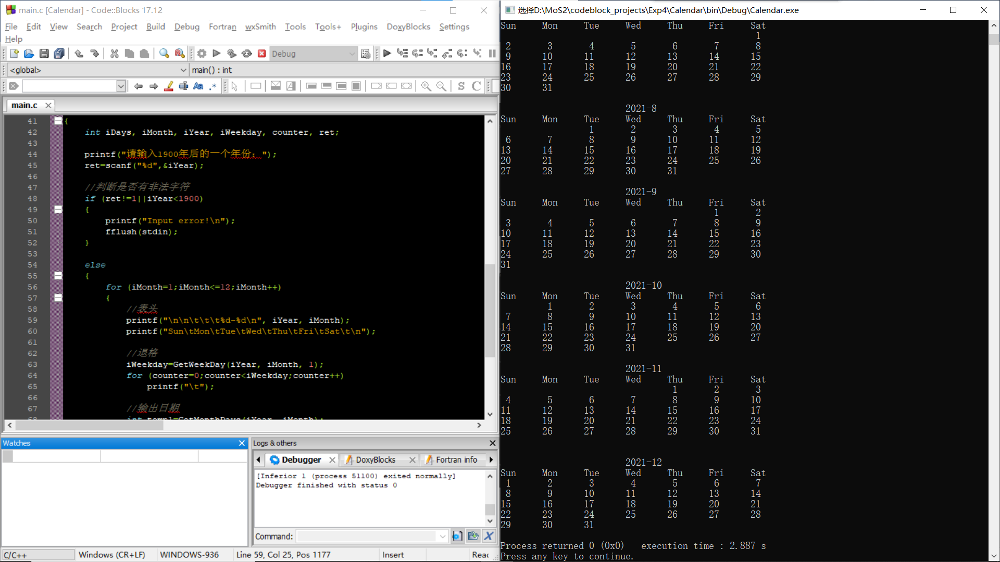 main.c [Calendar] - Code::Blocks 17.12
File Edit View Search Project Build Debug Fortran wxSmith Tools Tools+ Plugins DoxyBlocks Settings
Help
Debug
<global>
main() : int
S C
main.c
41 {
42 int iDays, iMonth, iYear, iWeekday, counter, ret;
43
44 printf("请输入1900年后的一个年份：");
45 ret=scanf("%d",&iYear);
46
47 //判断是否有非法字符
48 if (ret!=1||iYear<1900)
49 {
50 printf("Input error!\n");
51 fflush(stdin);
52 }
53
54 else
55 {
56 for (iMonth=1;iMonth<=12;iMonth++)
57 {
58 //表头
59 printf("\n\n\t\t\t%d-%d\n", iYear, iMonth);
60 printf("Sun\tMon\tTue\tWed\tThu\tFri\tSat\t\n");
61
62 //退格
63 iWeekday=GetWeekDay(iYear, iMonth, 1);
64 for (counter=0;counter<iWeekday;counter++)
65 printf("\t");
66
67 //输出日期
68 int temp1=GetMonthDays(iYear, iMonth);
Watches
Logs & others
Debugger DoxyBlocks Fortran info
[Inferior 1 (process 51100) exited normally]
Debugger finished with status 0
Command:
C/C++ Windows (CR+LF) WINDOWS-936 Line 59, Col 25, Pos 1177 Insert
选择D:\MoS2\codeblock_projects\Exp4\Calendar\bin\Debug\Calendar.exe
Sun Mon Tue Wed Thu Fri Sat
1
2 3 4 5 6 7 8
9 10 11 12 13 14 15
16 17 18 19 20 21 22
23 24 25 26 27 28 29
30 31
2021-8
Sun Mon Tue Wed Thu Fri Sat
1 2 3 4 5
6 7 8 9 10 11 12
13 14 15 16 17 18 19
20 21 22 23 24 25 26
27 28 29 30 31
2021-9
Sun Mon Tue Wed Thu Fri Sat
1 2
3 4 5 6 7 8 9
10 11 12 13 14 15 16
17 18 19 20 21 22 23
24 25 26 27 28 29 30
31
2021-10
Sun Mon Tue Wed Thu Fri Sat
1 2 3 4 5 6
7 8 9 10 11 12 13
14 15 16 17 18 19 20
21 22 23 24 25 26 27
28 29 30 31
2021-11
Sun Mon Tue Wed Thu Fri Sat
1 2 3
4 5 6 7 8 9 10
11 12 13 14 15 16 17
18 19 20 21 22 23 24
25 26 27 28 29 30 31
2021-12
Sun Mon Tue Wed Thu Fri Sat
1 2 3 4 5 6 7
8 9 10 11 12 13 14
15 16 17 18 19 20 21
22 23 24 25 26 27 28
29 30 31
Process returned 0 (0x0) execution time : 2.887 s
Press any key to continue.